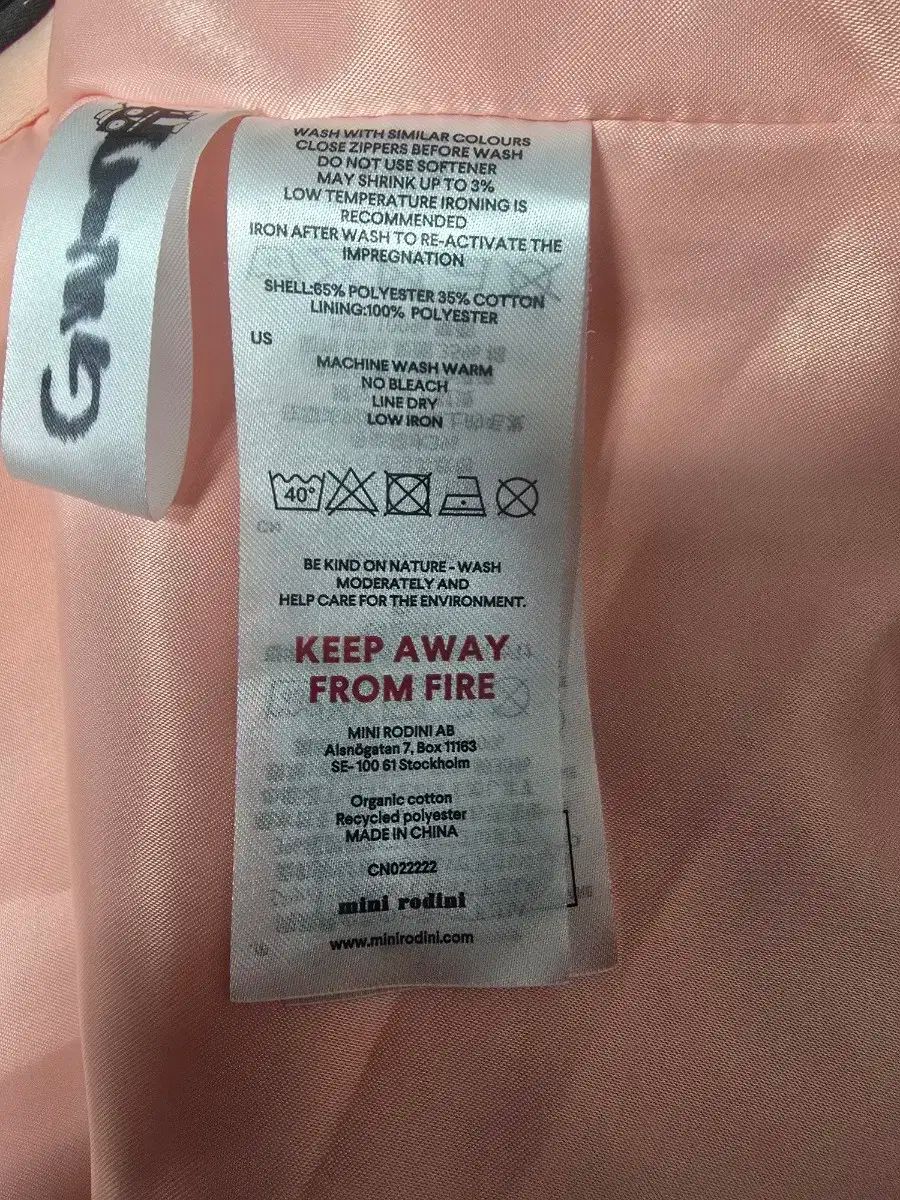 WASH WITH SIMILAR COLOURS
CLOSE ZIPPERS BEFORE WASH
DO NOT USE SOFTENER
MAY SHRINK UP TO 3%
LOW TEMPERATURE IRONING IS
RECOMMENDED
IRON AFTER WASH TO RE-ACTIVATE THE
IMPREGNATION
SHELL:65% POLYESTER 35% COTTON
LINING:100% POLYESTER
US
MACHINE WASH WARM
NO BLEACH
LINE DRY
LOW IRON
40°
BE KIND ON NATURE - WASH
MODERATELY AND
HELP CARE FOR THE ENVIRONMENT.
KEEP AWAY
FROM FIRE
MINI RODINI AB
Alsnögatan 7, Box 11163
SE- 100 61 Stockholm
Organic cotton
Recycled polyester
MADE IN CHINA
CN022222
mini rodini
www.minirodini.com